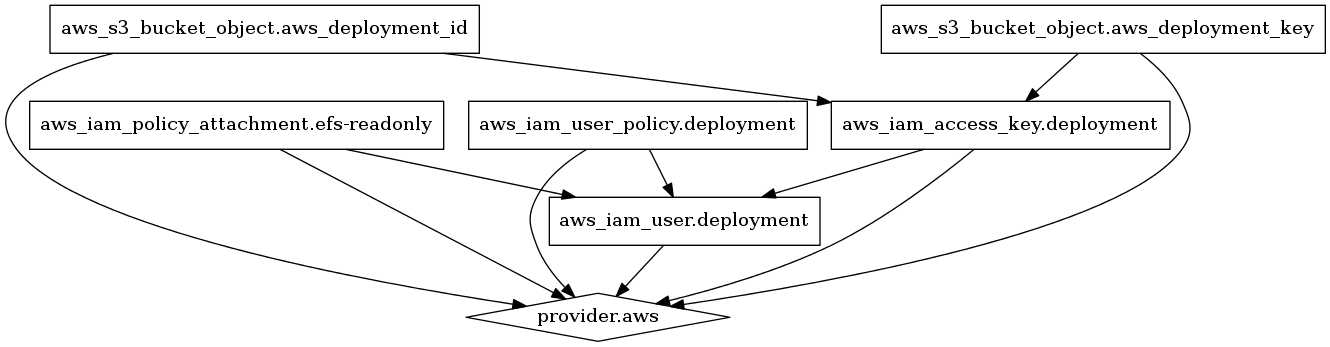 aws_s3_bucket_object.aws_deployment_id
aws_s3_bucket_object.aws_deployment_key
aws_iam_policy_attachment.efs-readonly
aws_iam_user_policy.deployment
aws_iam_access_key.deployment
aws_iam_user.deployment
provider.aws